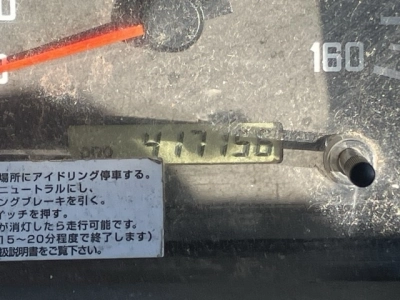 160
ODO 417156
場所にアイドリング停車する。
ニュートラルにし、
ングブレーキを引く。
イッチを押す。
が消灯したら走行可能です。
15～20分程度で終了します)
扱説明書をご覧下さい。